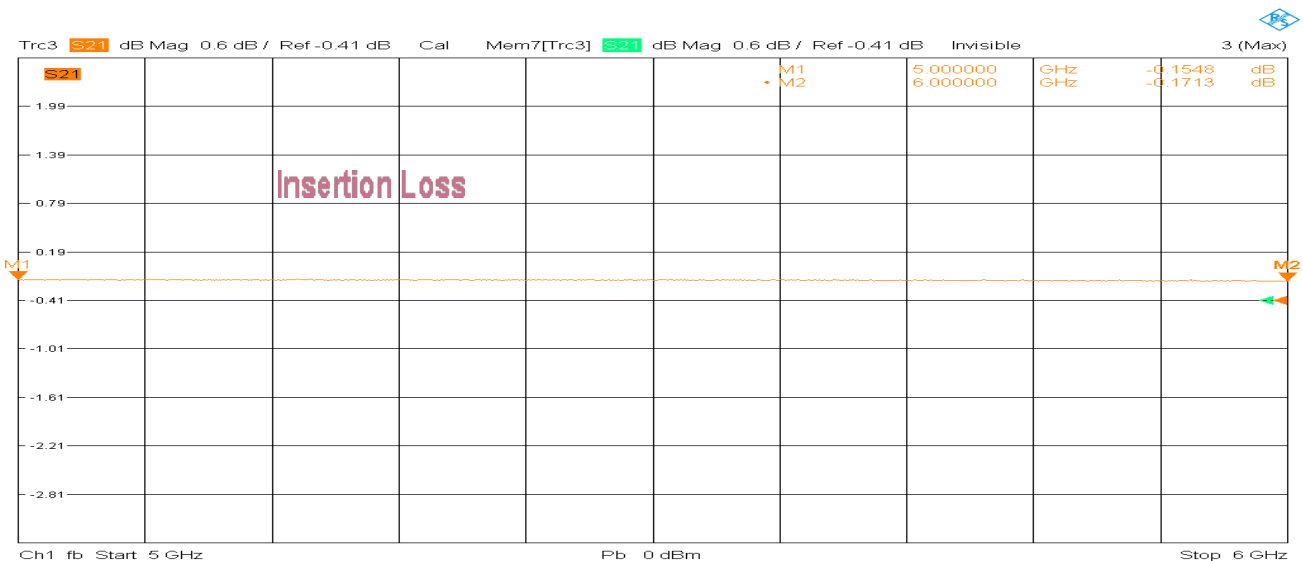 Trc3 S21 dB Mag 0.6 dB / Ref -0.41 dB Cal Mem7[Trc3] S21 dB Mag 0.6 dB / Ref -0.41 dB Invisible 3 (Max)
S21 M1 5.000000 GHz -0.1548 dB
• M2 6.000000 GHz -0.1713 dB
1.99
1.39
Insertion Loss
0.79
0.19
M1 M2
-0.41
-1.01
-1.61
-2.21
-2.81
Ch1 fb Start 5 GHz Pb 0 dBm Stop 6 GHz